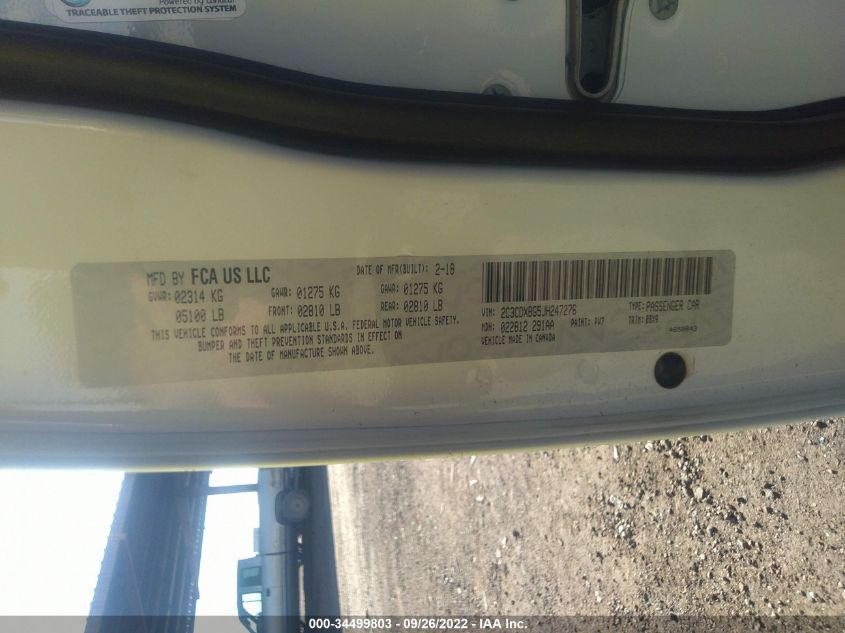 Powered by
TRACEABLE THEFT PROTECTION SYSTEM
MFD BY FCA US LLC
DATE OF MFR(BUILT): 2-18
GVWR: 02314 KG
GAWR: 01275 KG
GAWR: 01275 KG
05100 LB
FRONT: 02810 LB
REAR: 02810 LB
THIS VEHICLE CONFORMS TO ALL APPLICABLE U.S.A. FEDERAL MOTOR VEHICLE SAFETY,
BUMPER AND THEFT PREVENTION STANDARDS IN EFFECT ON
THE DATE OF MANUFACTURE SHOWN ABOVE.
VIN: 2C3CDXBG5JH247276
TYPE: PASSENGER CAR
MDH: 022812 291AA
PAINT: PW7
TRIM:
VEHICLE MADE IN CANADA
000-34499803 / 09/26/2022 - IAA Inc.